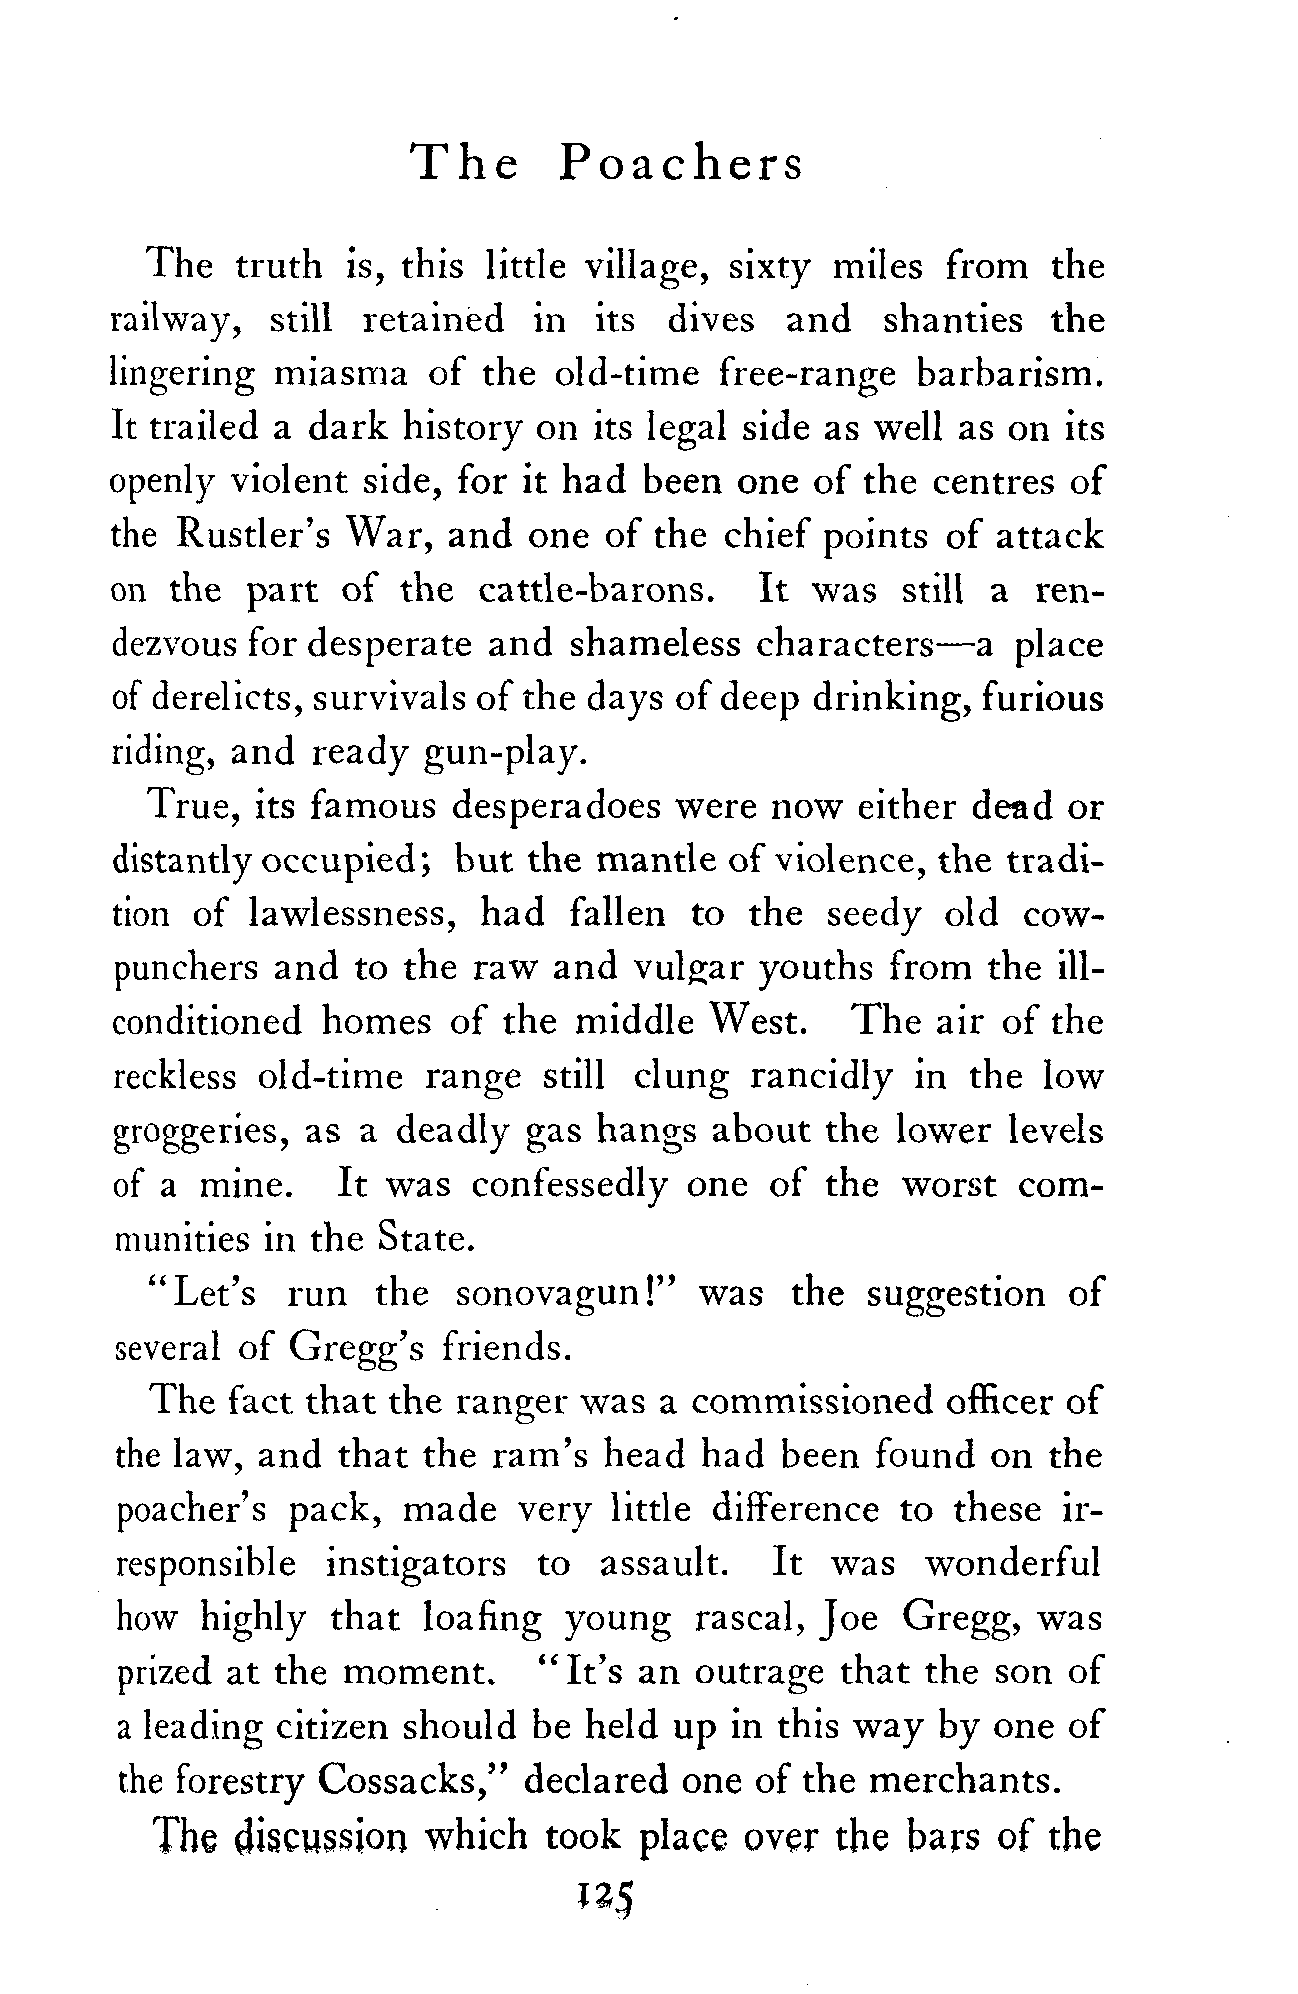 The Poachers
The truth is, this little village, sixty miles from the
railway, still retained in its dives and shanties the
lingering miasma of the old-time free-range barbarism.
It trailed a dark history on its legal side as well as on its
openly violent side, for it had been one of the centres of
the Rustler's War, and one of the chief points of attack
on the part of the cattle-barons. It was still a ren-
dezvous for desperate and shameless characters—a place
of derelicts, survivals of the days of deep drinking, furious
riding, and ready gun-play.
True, its famous desperadoes were now either dead or
distantly occupied; but the mantle of violence, the tradi-
tion of lawlessness, had fallen to the seedy old cow-
punchers and to the raw and vulgar youths from the ill-
conditioned homes of the middle West. The air of the
reckless old-time range still clung rancidly in the low
groggeries, as a deadly gas hangs about the lower levels
of a mine. It was confessedly one of the worst com-
munities in the State.
"Let's run the sonovagun!" was the suggestion of
several of Gregg's friends.
The fact that the ranger was a commissioned officer of
the law, and that the ram's head had been found on the
poacher's pack, made very little difference to these ir-
responsible instigators to assault. It was wonderful
how highly that loafing young rascal, Joe Gregg, was
prized at the moment. "It's an outrage that the son of
a leading citizen should be held up in this way by one of
the forestry Cossacks," declared one of the merchants.
The discussion which took place over the bars of the
125